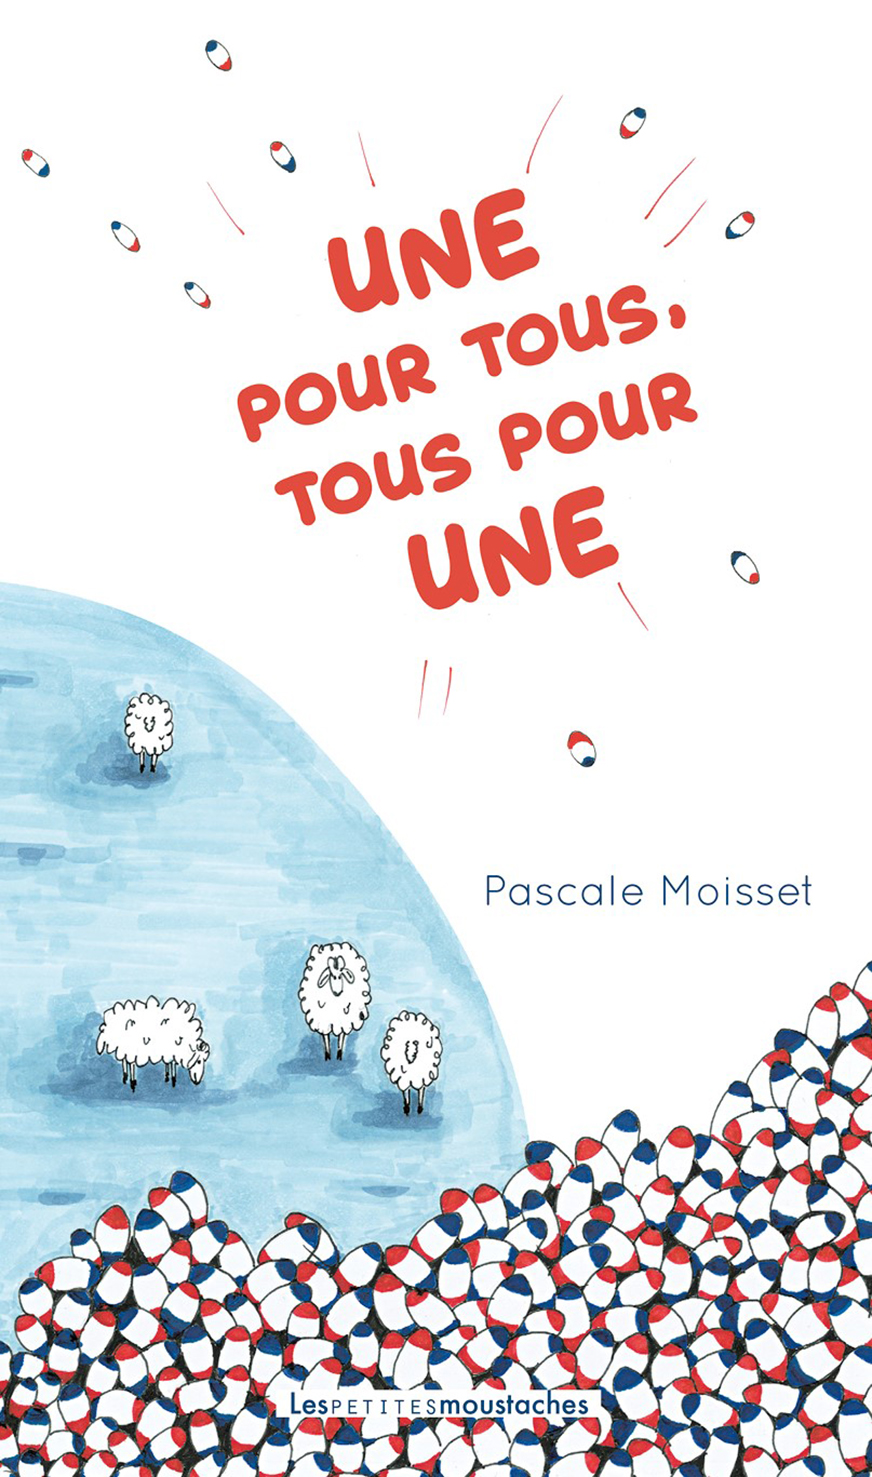 UNE
POUR TOUS,
TOUS POUR
UNE
Pascale Moisset
LesPETITESmoustaches